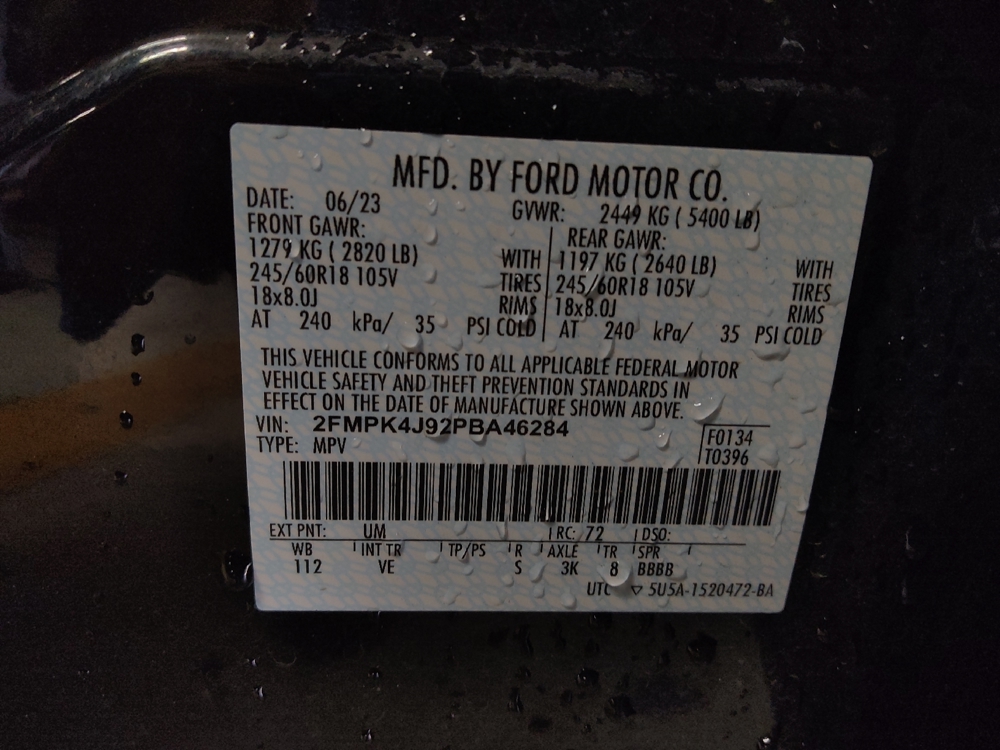 MFD. BY FORD MOTOR CO.
DATE: 06/23 GVWR: 2449 KG ( 5400 LB)
FRONT GAWR: REAR GAWR:
1279 KG ( 2820 LB) WITH 1197 KG ( 2640 LB) WITH
245/60R18 105V TIRES 245/60R18 105V TIRES
18x8.0J RIMS 18x8.0J RIMS
AT 240 kPa/ 35 PSI COLD AT 240 kPa/ 35 PSI COLD
THIS VEHICLE CONFORMS TO ALL APPLICABLE FEDERAL MOTOR
VEHICLE SAFETY AND THEFT PREVENTION STANDARDS IN
EFFECT ON THE DATE OF MANUFACTURE SHOWN ABOVE.
VIN: 2FMPK4J92PBA46284
TYPE: MPV
F0134
T0396
EXT PNT: UM RC: 72 DSO:
WB INT TR TP/PS R AXLE TR SPR
112 VE S 3K 8 BBBB
UTC ▽ 5U5A-1520472-BA